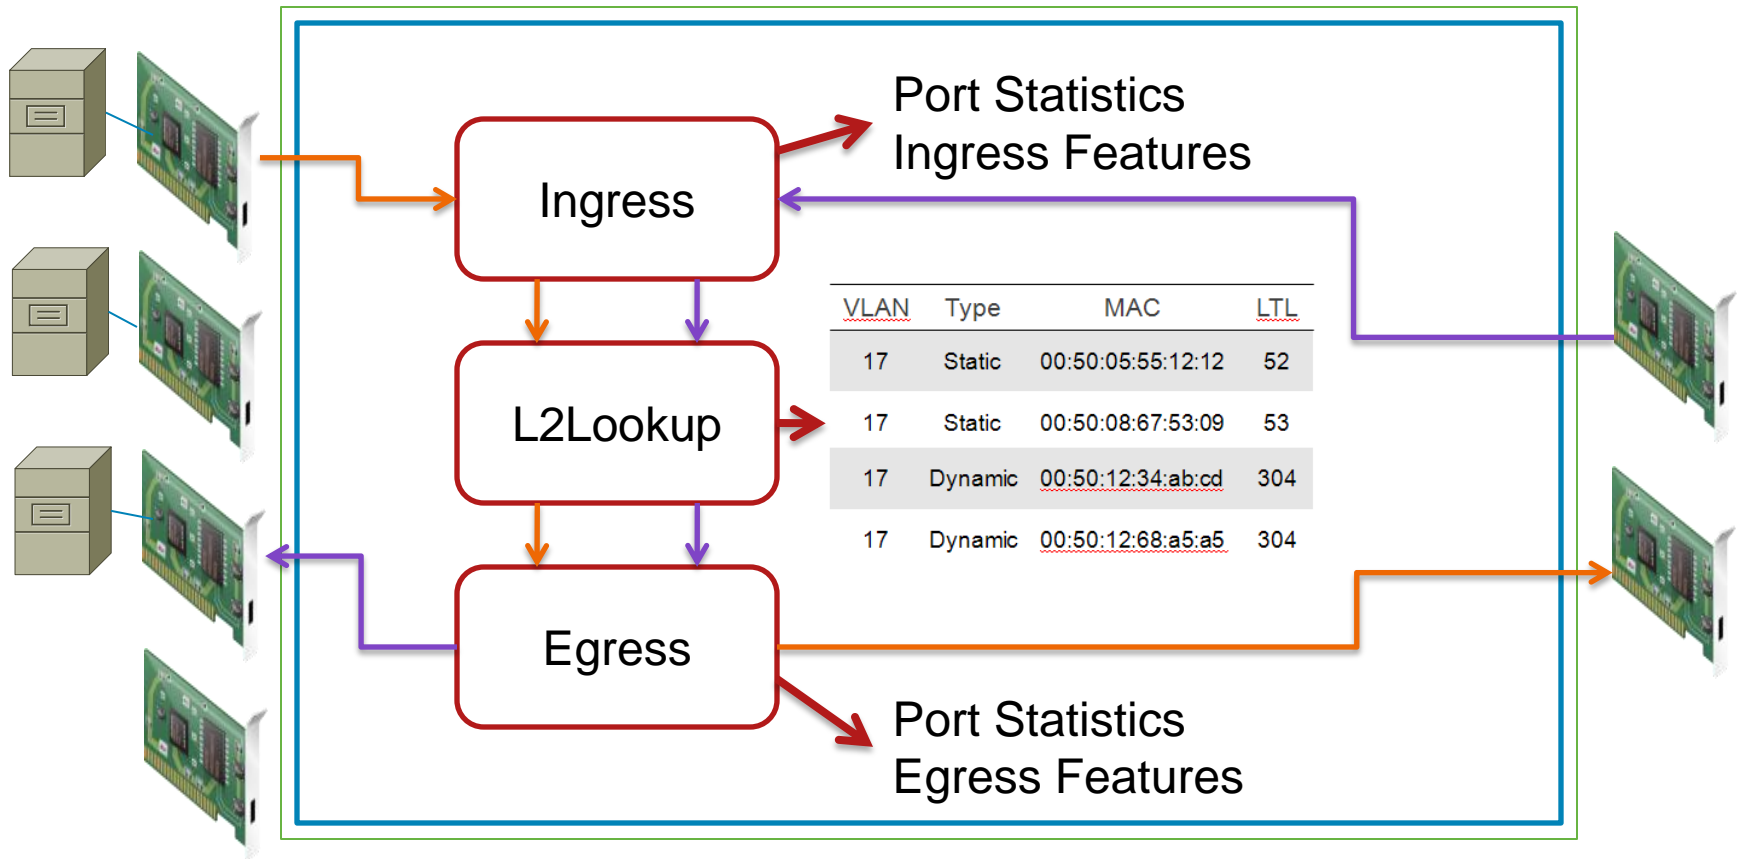 Port Statistics
Ingress Features
Ingress
VLAN Type MAC LTL
17 Static 00:50:05:55:12:12 52
17 Static 00:50:08:67:53:09 53
17 Dynamic 00:50:12:34:ab:cd 304
17 Dynamic 00:50:12:68:a5:a5 304
L2Lookup
Egress
Port Statistics
Egress Features